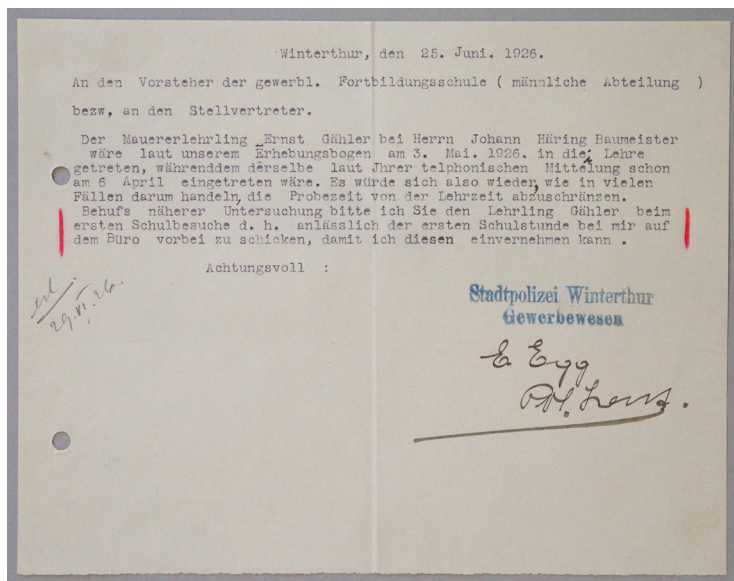 Winterthur, den 25. Juni. 1926.
An den Vorsteher der gewerbl. Fortbildungsschule ( männliche Abteilung )
bezw, an den Stellvertreter.
Der Mauererlehrling Ernst Gähler bei Herrn Johann Häring Baumeister
wäre laut unserem Erhebungsbogen am 3. Mai. 1926. in die Lehre
getreten, währenddem derselbe laut Jhrer telphonischen Mittelung schon
am 6 April eingetreten wäre. Es würde sich also wieder, wie in vielen
Fällen darum handeln, die Probezeit von der Lehrzeit abzuschränzen.
Behufs näherer Untersuchung bitte ich Sie den Lehrling Gähler beim
ersten Schulbesuche d. h. anlässlich der ersten Schulstunde bei mir auf
dem Büro vorbei zu schicken, damit ich diesen einvernehmen kann .
Achtungsvoll :
erl.
29.VI.26.
Stadtpolizei Winterthur
Gewerbewesen
E Egg